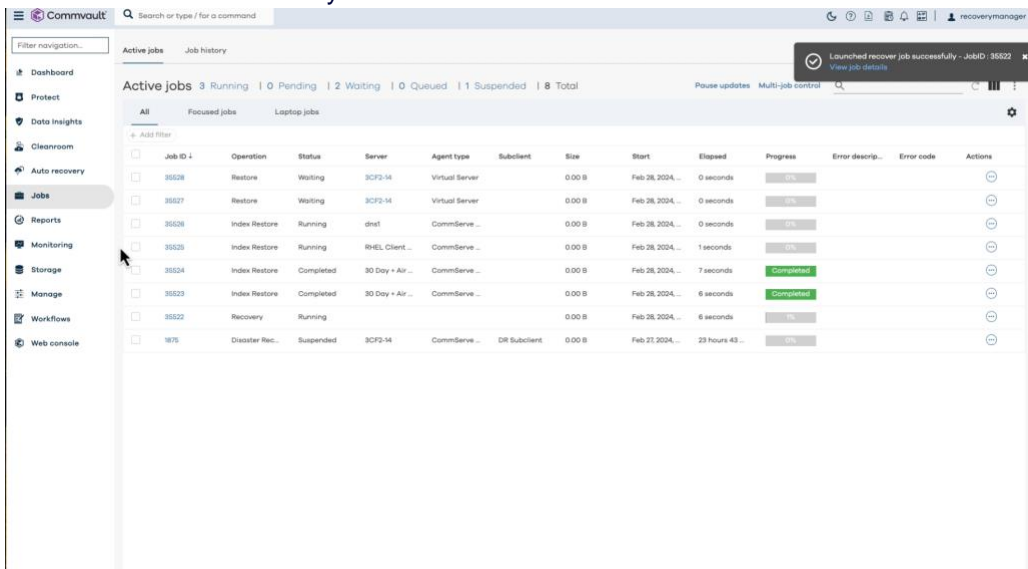 Commvault
Search or type / for a command
recoverymanager
Filter navigation...
Dashboard
Protect
Data Insights
Cleanroom
Auto recovery
Jobs
Reports
Monitoring
Storage
Manage
Workflows
Web console
Active jobs Job history
Launched recover job successfully - JobID : 35522
View job details
Active jobs 3 Running | 0 Pending | 2 Waiting | 0 Queued | 1 Suspended | 8 Total Pause updates Multi-job control
All Focused jobs Laptop jobs
+ Add filter
Job ID ↓ Operation Status Server Agent type Subclient Size Start Elapsed Progress Error descrip... Error code Actions
35528 Restore Waiting 3CF2-14 Virtual Server 0.00 B Feb 28, 2024, ... 0 seconds 0%
35527 Restore Waiting 3CF2-14 Virtual Server 0.00 B Feb 28, 2024, ... 0 seconds 0%
35526 Index Restore Running dns1 CommServe ... 0.00 B Feb 28, 2024, ... 0 seconds 0%
35525 Index Restore Running RHEL Client ... CommServe ... 0.00 B Feb 28, 2024, ... 1 seconds 0%
35524 Index Restore Completed 30 Day + Air ... CommServe ... 0.00 B Feb 28, 2024, ... 7 seconds Completed
35523 Index Restore Completed 30 Day + Air ... CommServe ... 0.00 B Feb 28, 2024, ... 6 seconds Completed
35522 Recovery Running 0.00 B Feb 28, 2024, ... 6 seconds 1%
1875 Disaster Rec... Suspended 3CF2-14 CommServe ... DR Subclient 0.00 B Feb 27, 2024, ... 23 hours 43 ... 0%